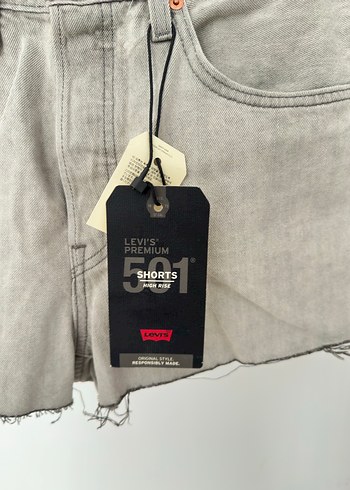 LEVI'S®
PREMIUM
501®
SHORTS
HIGH RISE
Levi's
ORIGINAL STYLE.
RESPONSIBLY MADE.